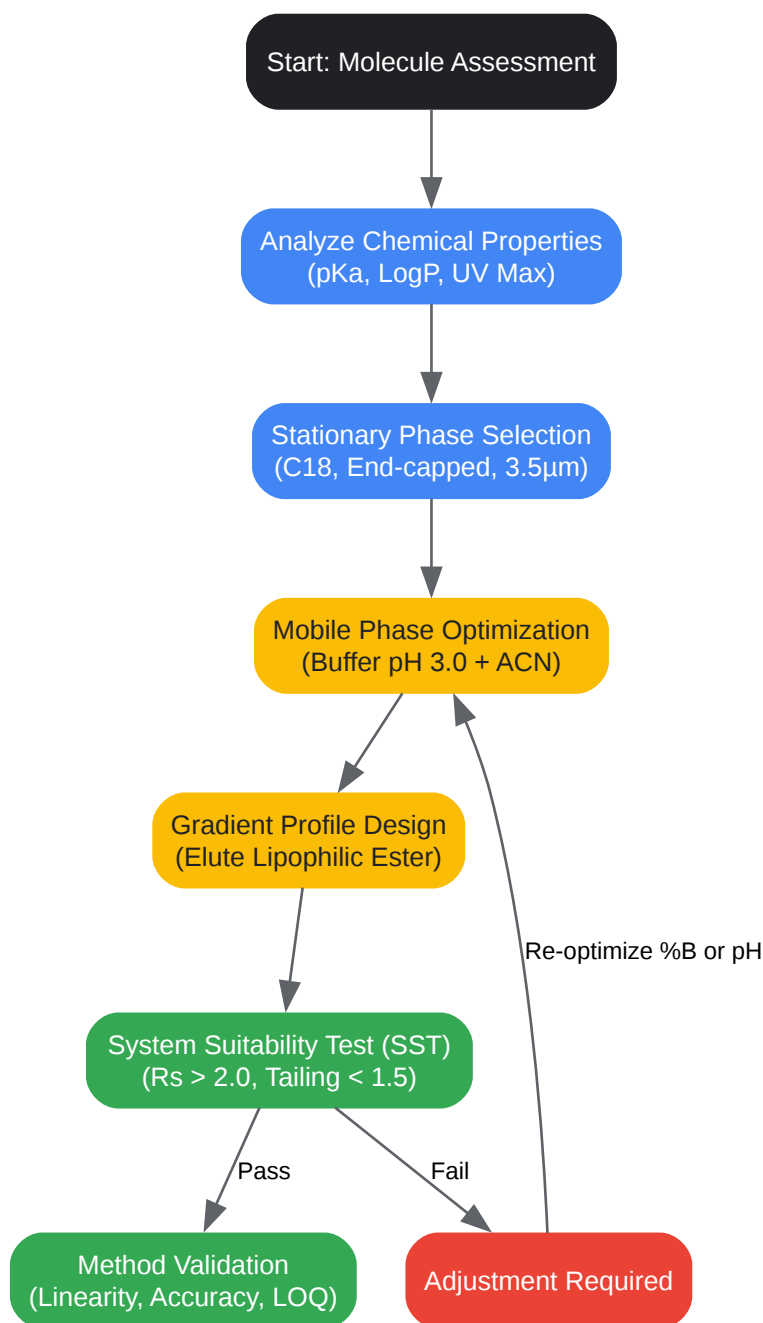 Start: Molecule Assessment
Analyze Chemical Properties
(pKa, LogP, UV Max)
Stationary Phase Selection
(C18, End-capped, 3.5µm)
Mobile Phase Optimization
(Buffer pH 3.0 + ACN)
Gradient Profile Design
(Elute Lipophilic Ester)
Re-optimize %B or pH
System Suitability Test (SST)
(Rs > 2.0, Tailing < 1.5)
Pass
Fail
Method Validation
(Linearity, Accuracy, LOQ)
Adjustment Required